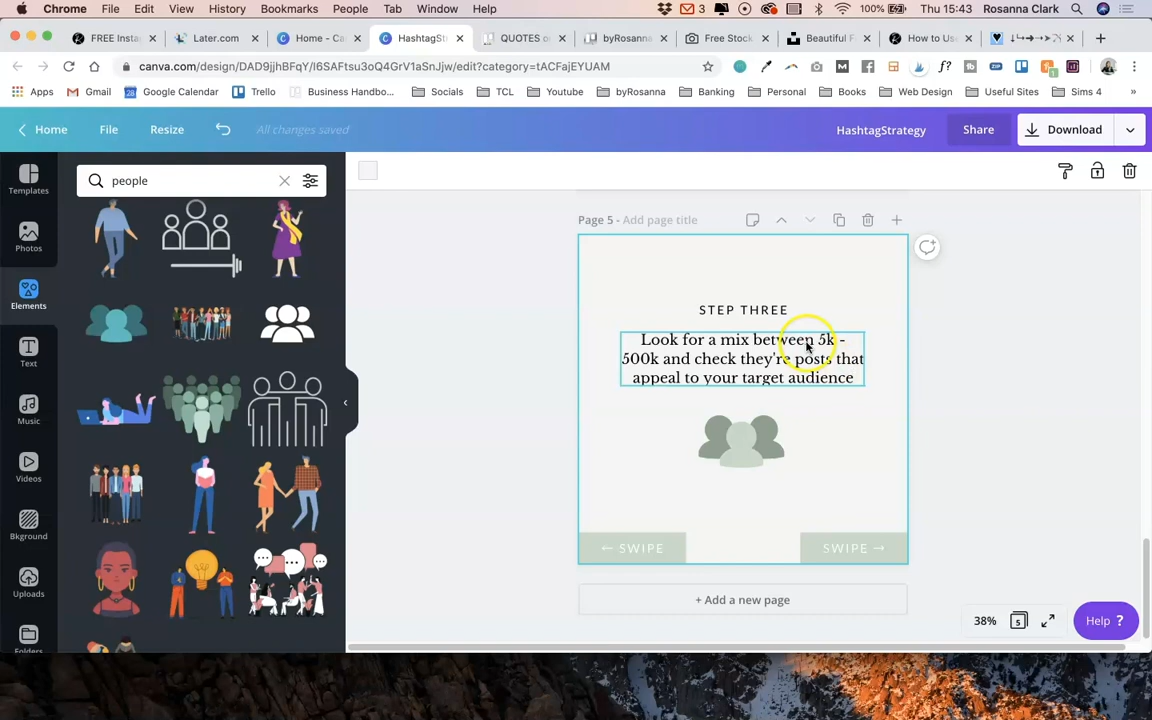 Chrome File Edit View History Bookmarks People Tab Window Help 3 100% Thu 15:43 Rosanna Clark
FREE Insta Later.com Home - Ca HashtagSt QUOTES o byRosanna Free Stock Beautiful F How to Us
canva.com/design/DAD9jjhBFqY/I6SAFtsu3oQ4GrV1aSnJjw/edit?category=tACFajEYUAM
Apps Gmail Google Calendar Trello Business Handbo... Socials TCL Youtube byRosanna Banking Personal Books Web Design Useful Sites Sims 4 »
Home File Resize All changes saved HashtagStrategy Share Download
Templates
people
Photos
Elements
Text
Music
Videos
Bkground
Uploads
Folders
Page 5 - Add page title
STEP THREE
Look for a mix between 5k -
500k and check they're posts that
appeal to your target audience
← SWIPE SWIPE →
+ Add a new page
38% 5 Help ?